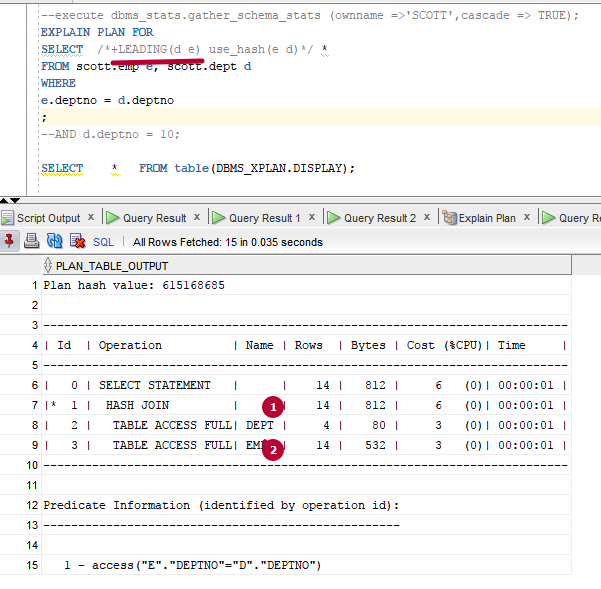 --execute dbms_stats.gather_schema_stats (ownname =>'SCOTT',cascade => TRUE);
EXPLAIN PLAN FOR
SELECT  /*+LEADING(d e) use_hash(e d)*/ *
FROM scott.emp e, scott.dept d
WHERE
e.deptno = d.deptno
;
--AND d.deptno = 10;
SELECT    *   FROM table(DBMS_XPLAN.DISPLAY);
Script Output x Query Result x Query Result 1 x Query Result 2 x Explain Plan x Query Re
SQL | All Rows Fetched: 15 in 0.035 seconds
PLAN_TABLE_OUTPUT
1 Plan hash value: 615168685
2
3 ---------------------------------------------------------------------------
4 | Id  | Operation          | Name | Rows  | Bytes | Cost (%CPU)| Time     |
5 ---------------------------------------------------------------------------
6 |   0 | SELECT STATEMENT   |      |    14 |   812 |     6   (0)| 00:00:01 |
7 |*  1 |  HASH JOIN         | 1 |    14 |   812 |     6   (0)| 00:00:01 |
8 |   2 |   TABLE ACCESS FULL| DEPT |     4 |    80 |     3   (0)| 00:00:01 |
9 |   3 |   TABLE ACCESS FULL| EM 2 |    14 |   532 |     3   (0)| 00:00:01 |
10 ---------------------------------------------------------------------------
11
12 Predicate Information (identified by operation id):
13 ---------------------------------------------------
14
15    1 - access("E"."DEPTNO"="D"."DEPTNO")